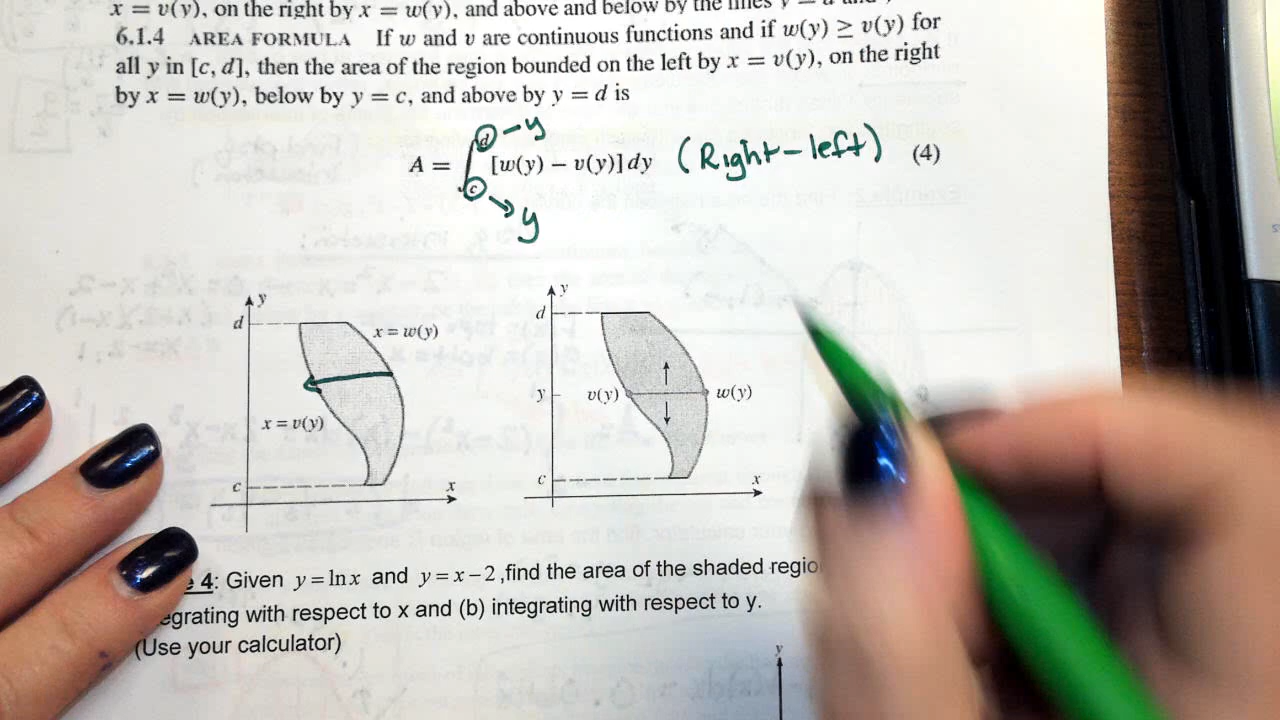 x = v(y), on the right by x = w(y), and above and below by the lines
6.1.4 AREA FORMULA If w and v are continuous functions and if w(y) ≥ v(y) for
all y in [c, d], then the area of the region bounded on the left by x = v(y), on the right
by x = w(y), below by y = c, and above by y = d is
d – y
A = ∫ [w(y) − v(y)] dy (Right – left) (4)
c → y
y
d
x = w(y)
x = v(y)
c
x
y
d
y
v(y)
w(y)
c
x
4: Given y = ln x and y = x − 2 ,find the area of the shaded
with respect to x and (b) integrating with respect to y.
(Use your calculator)
y